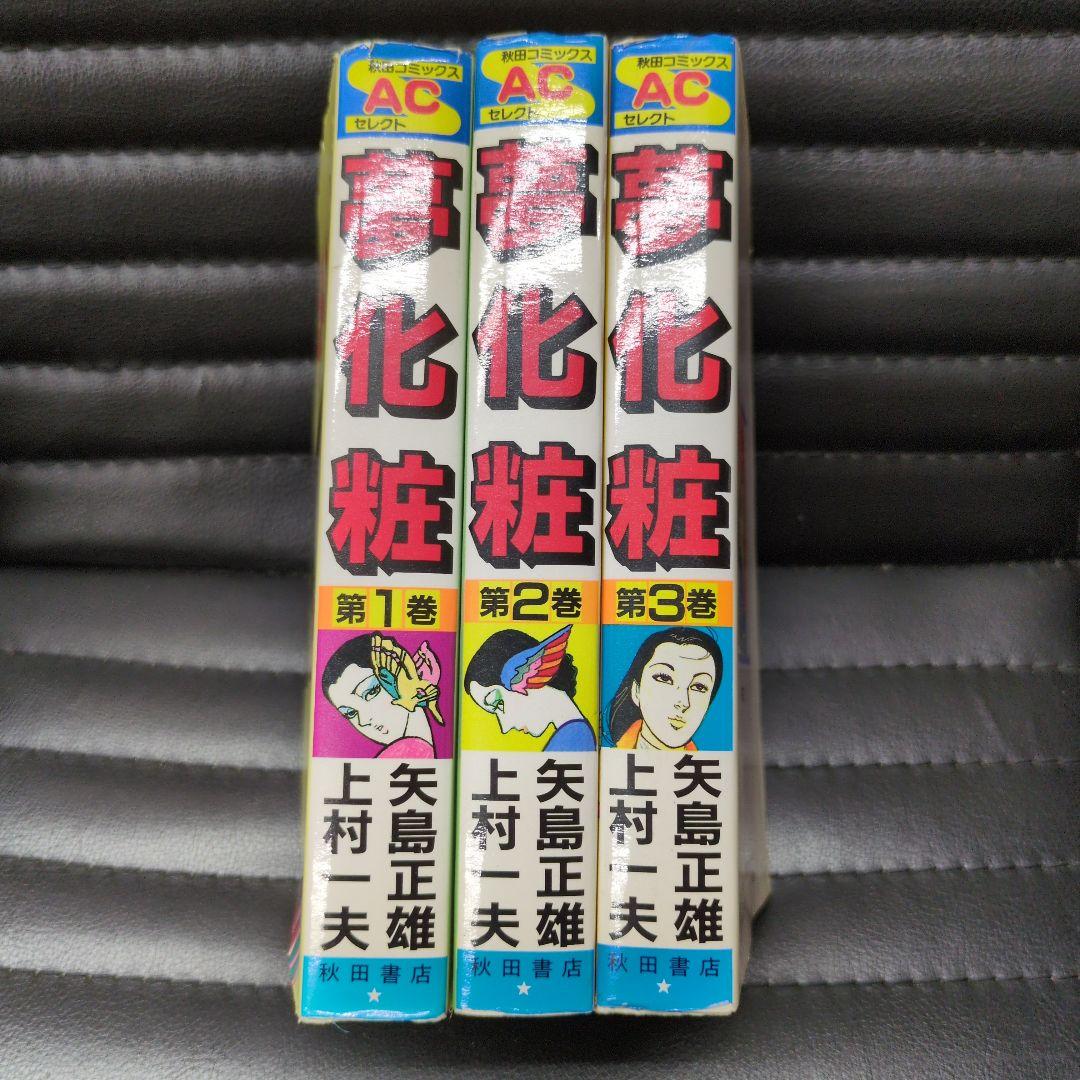 秋田コミックス
AC
セレクト
夢化粧
第1巻
矢島正雄
上村一夫
秋田書店
秋田コミックス
AC
セレクト
夢化粧
第2巻
矢島正雄
上村一夫
秋田書店
秋田コミックス
AC
セレクト
夢化粧
第3巻
矢島正雄
上村一夫
秋田書店